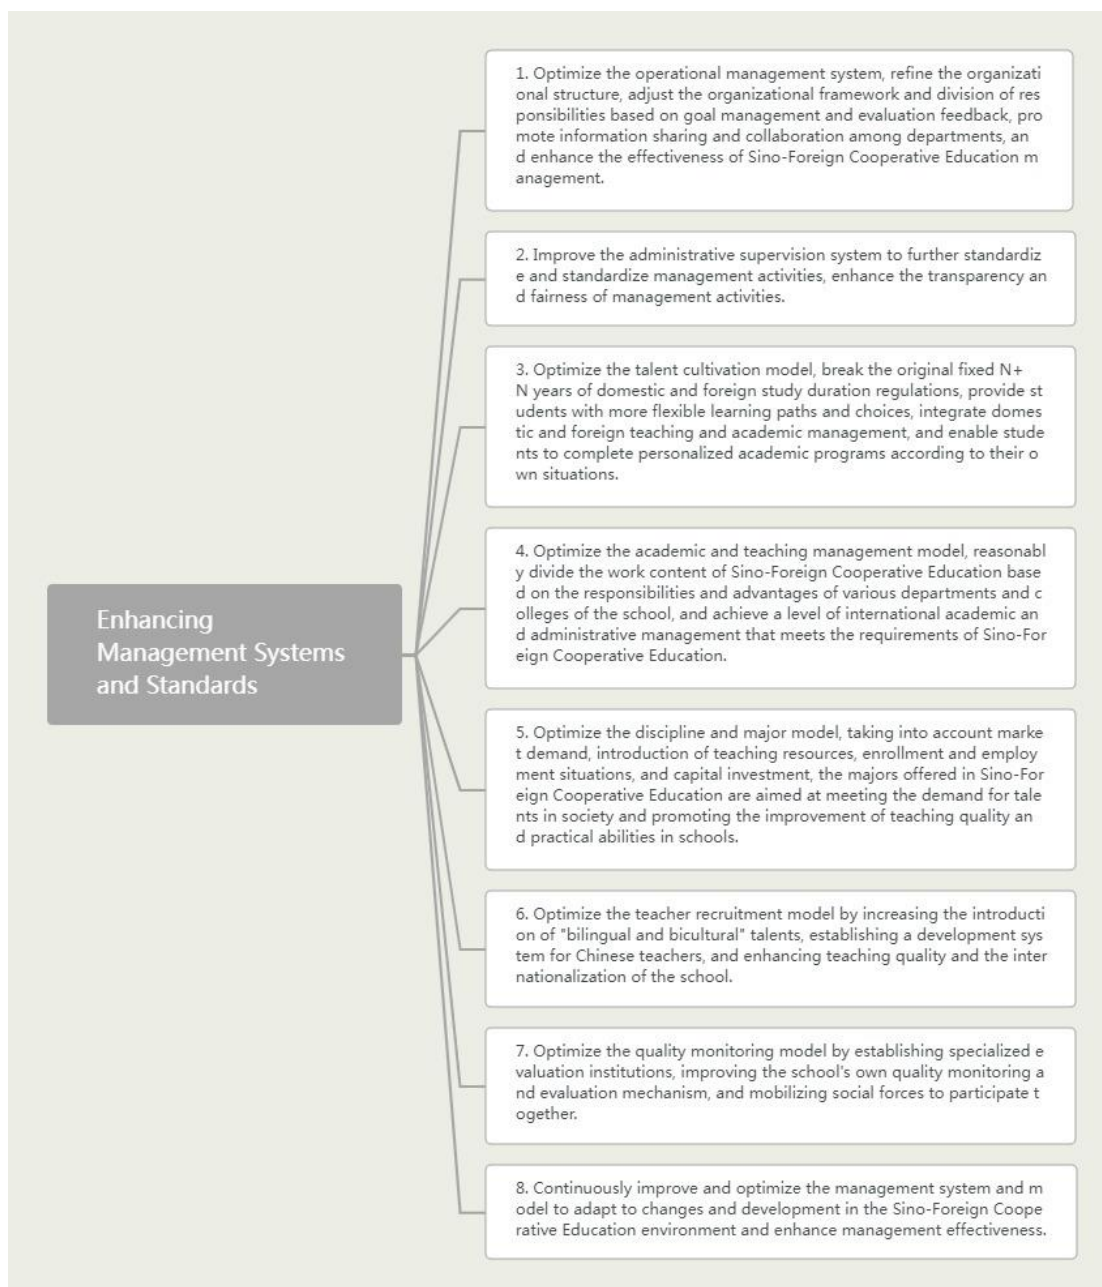 Enhancing
Management Systems
and Standards
1. Optimize the operational management system, refine the organizati
onal structure, adjust the organizational framework and division of res
ponsibilities based on goal management and evaluation feedback, pro
mote information sharing and collaboration among departments, an
d enhance the effectiveness of Sino-Foreign Cooperative Education m
anagement.
2. Improve the administrative supervision system to further standardiz
e and standardize management activities, enhance the transparency an
d fairness of management activities.
3. Optimize the talent cultivation model, break the original fixed N+
N years of domestic and foreign study duration regulations, provide st
udents with more flexible learning paths and choices, integrate domes
tic and foreign teaching and academic management, and enable stude
nts to complete personalized academic programs according to their o
wn situations.
4. Optimize the academic and teaching management model, reasonabl
y divide the work content of Sino-Foreign Cooperative Education base
d on the responsibilities and advantages of various departments and c
olleges of the school, and achieve a level of international academic an
d administrative management that meets the requirements of Sino-For
eign Cooperative Education.
5. Optimize the discipline and major model, taking into account marke
t demand, introduction of teaching resources, enrollment and employ
ment situations, and capital investment, the majors offered in Sino-For
eign Cooperative Education are aimed at meeting the demand for tale
nts in society and promoting the improvement of teaching quality an
d practical abilities in schools.
6. Optimize the teacher recruitment model by increasing the introducti
on of "bilingual and bicultural" talents, establishing a development sys
tem for Chinese teachers, and enhancing teaching quality and the inter
nationalization of the school.
7. Optimize the quality monitoring model by establishing specialized e
valuation institutions, improving the school's own quality monitoring a
nd evaluation mechanism, and mobilizing social forces to participate t
ogether.
8. Continuously improve and optimize the management system and m
odel to adapt to changes and development in the Sino-Foreign Coope
rative Education environment and enhance management effectiveness.